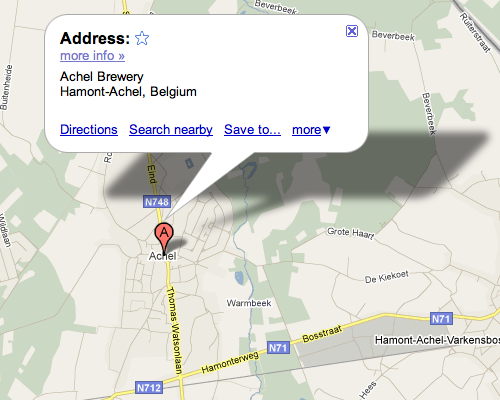 Address:
more info »
Achel Brewery
Hamont-Achel, Belgium
Directions Search nearby Save to... more▼
Beverbeek
Beverbeek
Ruiterstraat
Buitenheide
Beverbeek
Eind
N748
Wildlaan
Grote Haart
A
Achel
De Kiekoet
Thomas Watsonlaan
Warmbeek
N71
Bosstraat
Hamont-Achel-Varkensbos
N71
Hamonterweg
N712
Hees